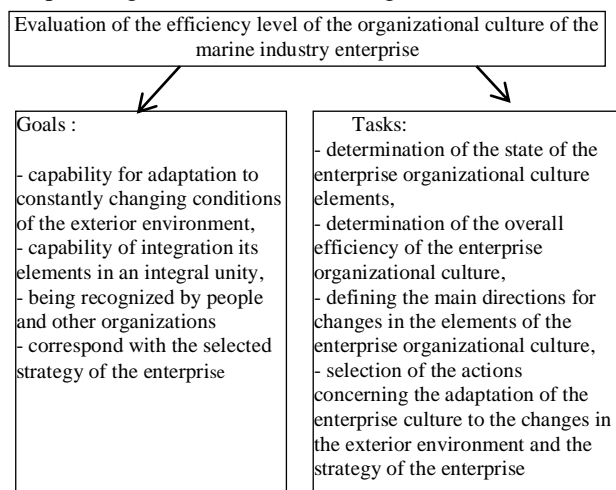 Evaluation of the efficiency level of the organizational culture of the
marine industry enterprise
Goals :
- capability for adaptation to
constantly changing conditions
of the exterior environment,
- capability of integration its
elements in an integral unity,
- being recognized by people
and other organizations
- correspond with the selected
strategy of the enterprise
Tasks:
- determination of the state of the
enterprise organizational culture
elements,
- determination of the overall
efficiency of the enterprise
organizational culture,
- defining the main directions for
changes in the elements of the
enterprise organizational culture,
- selection of the actions
concerning the adaptation of the
enterprise culture to the changes in
the exterior environment and the
strategy of the enterprise